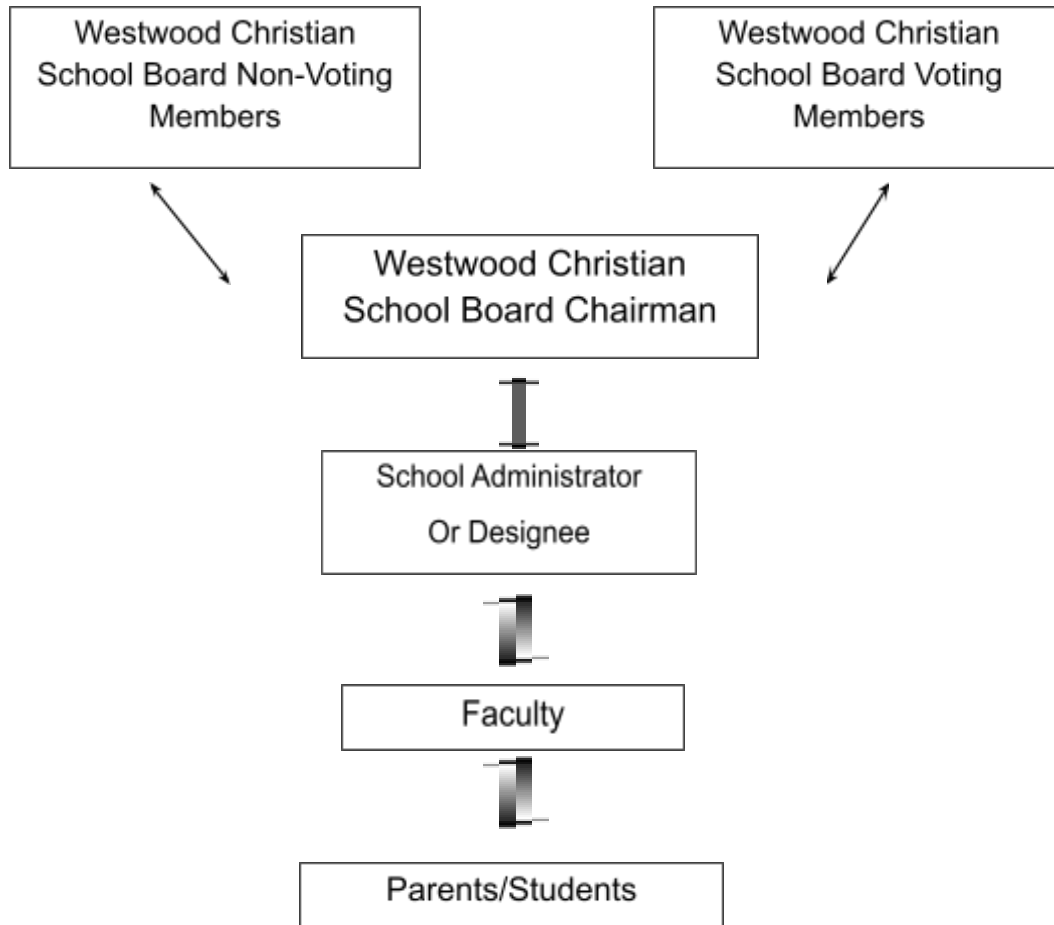 Westwood Christian
School Board Non-Voting
Members
Westwood Christian
School Board Voting
Members
Westwood Christian
School Board Chairman
School Administrator
Or Designee
Faculty
Parents/Students